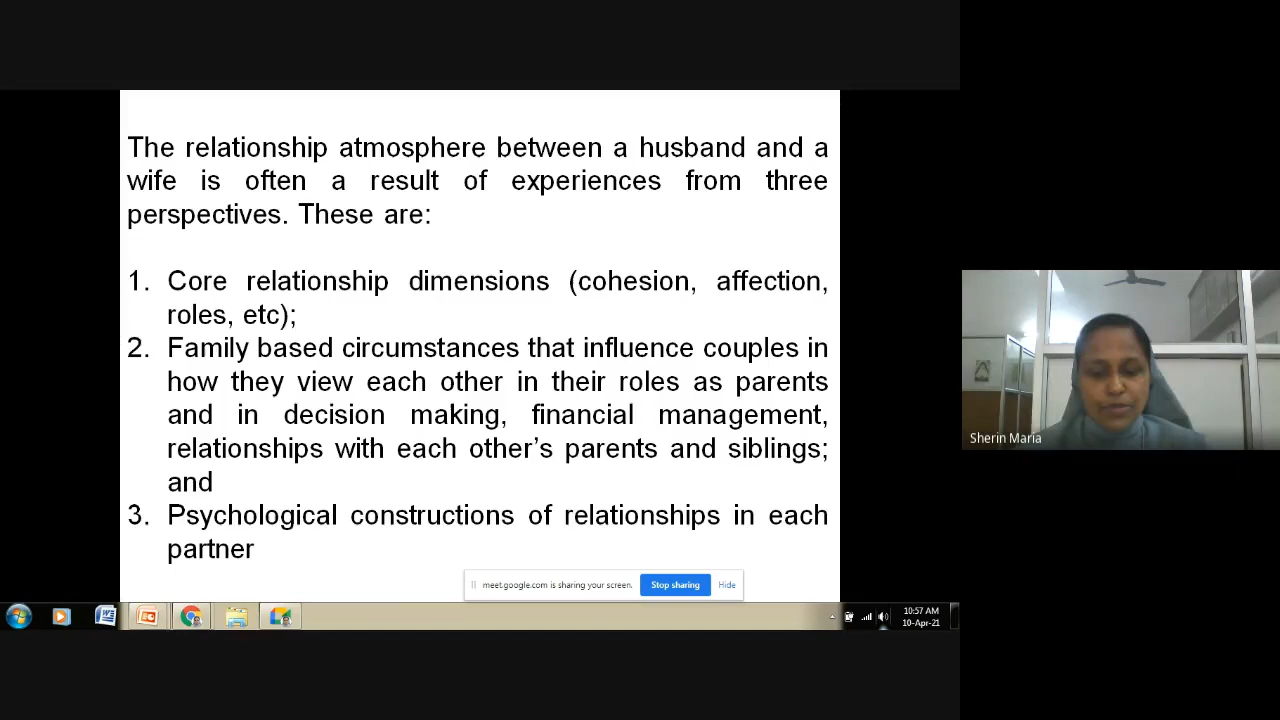 The relationship atmosphere between a husband and a
wife is often a result of experiences from three
perspectives. These are:
1. Core relationship dimensions (cohesion, affection,
roles, etc);
2. Family based circumstances that influence couples in
how they view each other in their roles as parents
and in decision making, financial management,
relationships with each other’s parents and siblings;
and
3. Psychological constructions of relationships in each
partner
Sherin Maria
meet.google.com is sharing your screen.
Stop sharing
Hide
10:57 AM
10-Apr-21